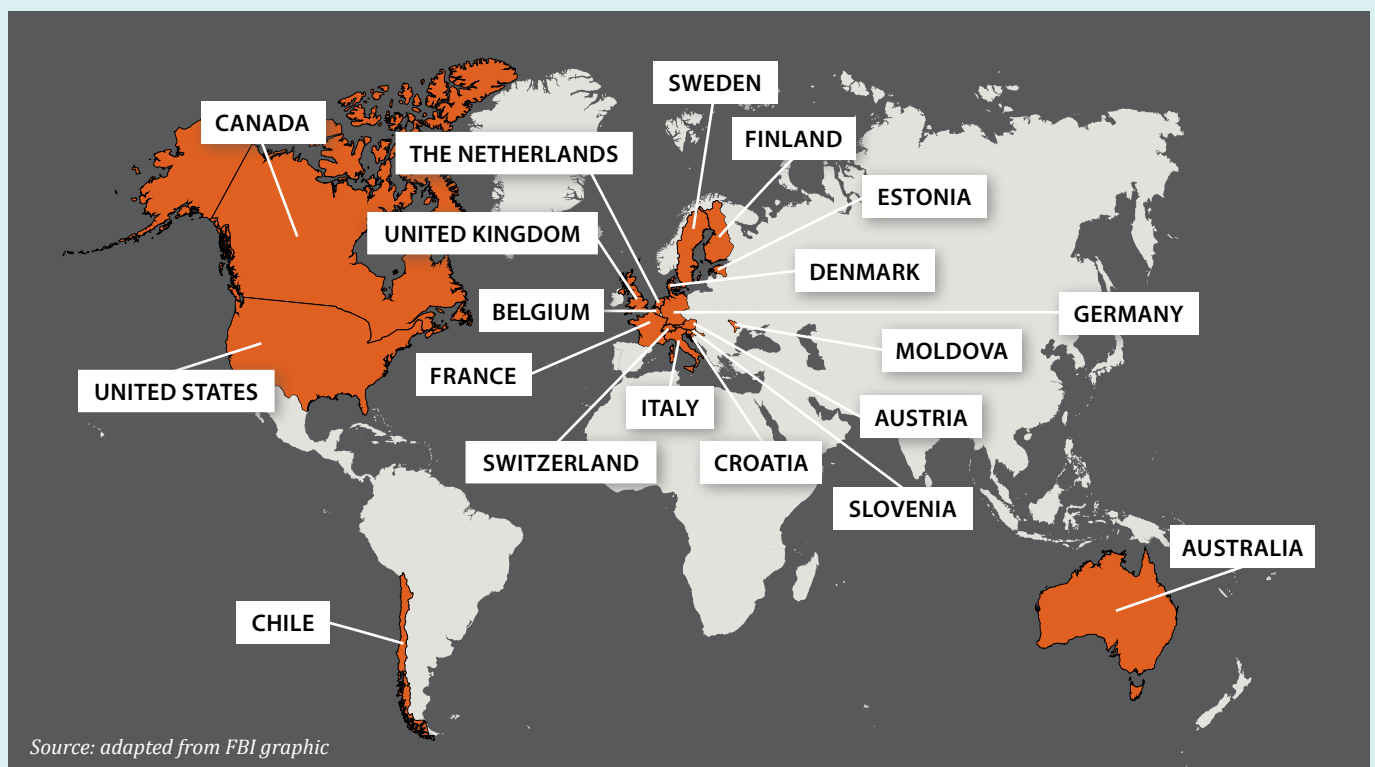 SWEDEN
CANADA
FINLAND
THE NETHERLANDS
ESTONIA
UNITED KINGDOM
DENMARK
BELGIUM
GERMANY
MOLDOVA
FRANCE
UNITED STATES
ITALY
AUSTRIA
SWITZERLAND
CROATIA
SLOVENIA
AUSTRALIA
CHILE
Source: adapted from FBI graphic